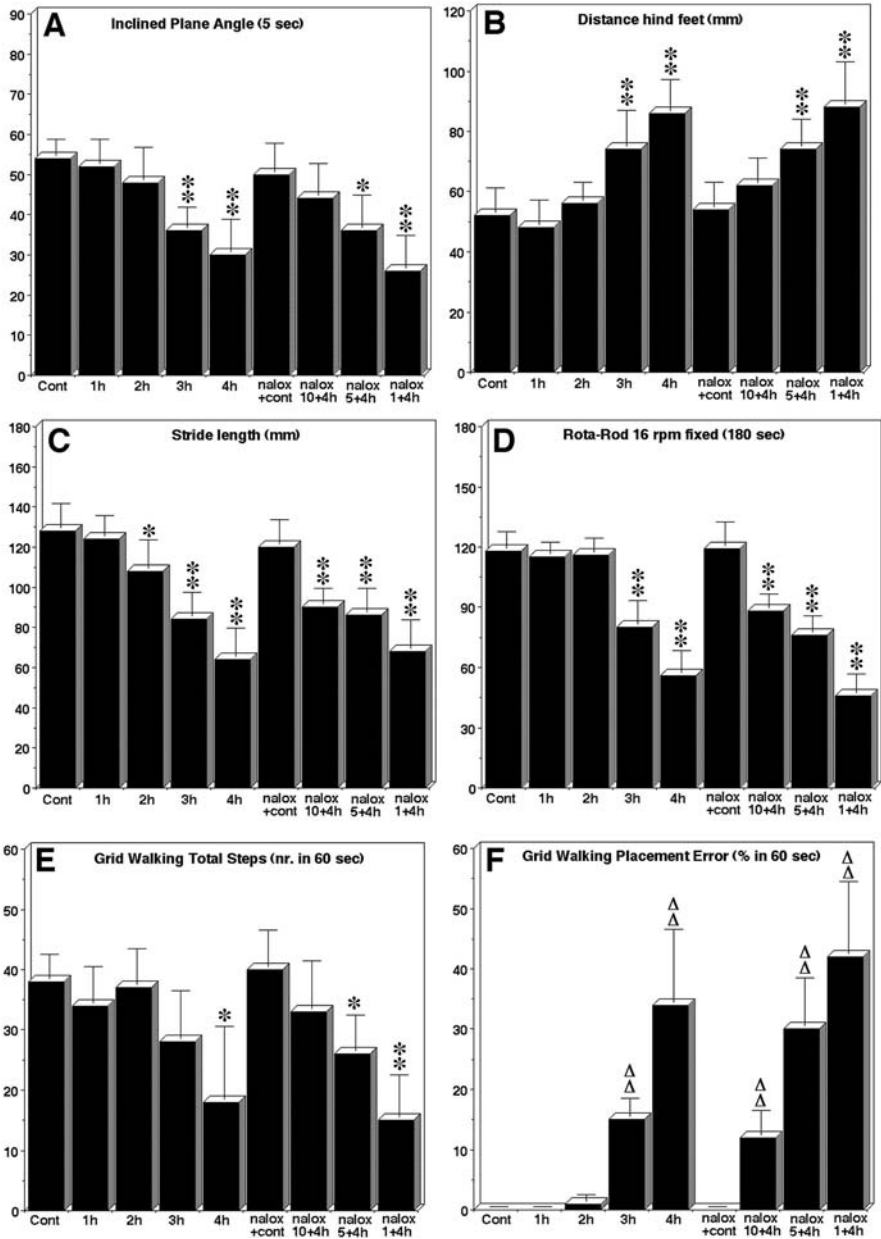 A
Inclined Plane Angle (5 sec)
90
80
70
60
50
40
30
20
10
0
** ** * **
Cont 1h 2h 3h 4h nalox nalox nalox nalox
+cont 10+4h 5+4h 1+4h
B
Distance hind feet (mm)
120
100
80
60
40
20
0
** ** ** **
Cont 1h 2h 3h 4h nalox nalox nalox nalox
+cont 10+4h 5+4h 1+4h
C
Stride length (mm)
180
160
140
120
100
80
60
40
20
0
* ** ** ** ** **
Cont 1h 2h 3h 4h nalox nalox nalox nalox
+cont 10+4h 5+4h 1+4h
D
Rota-Rod 16 rpm fixed (180 sec)
180
150
120
90
60
30
0
** ** ** ** **
Cont 1h 2h 3h 4h nalox nalox nalox nalox
+cont 10+4h 5+4h 1+4h
E
Grid Walking Total Steps (nr. in 60 sec)
60
50
40
30
20
10
0
* * **
Cont 1h 2h 3h 4h nalox nalox nalox nalox
+cont 10+4h 5+4h 1+4h
F
Grid Walking Placement Error (% in 60 sec)
60
50
40
30
20
10
0
ΔΔ ΔΔ ΔΔ ΔΔ ΔΔ
Cont 1h 2h 3h 4h nalox nalox nalox nalox
+cont 10+4h 5+4h 1+4h